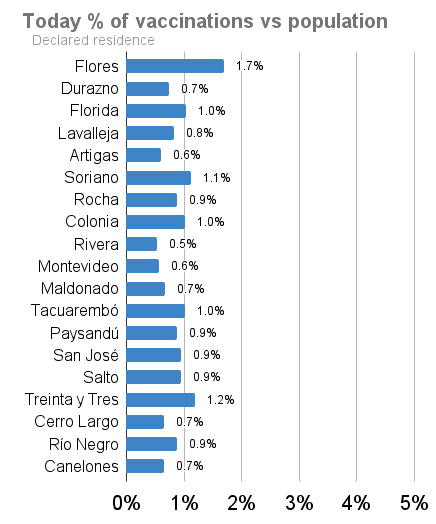 Today % of vaccinations vs population
Declared residence
Flores 1.7%
Durazno 0.7%
Florida 1.0%
Lavalleja 0.8%
Artigas 0.6%
Soriano 1.1%
Rocha 0.9%
Colonia 1.0%
Rivera 0.5%
Montevideo 0.6%
Maldonado 0.7%
Tacuarembó 1.0%
Paysandú 0.9%
San José 0.9%
Salto 0.9%
Treinta y Tres 1.2%
Cerro Largo 0.7%
Río Negro 0.9%
Canelones 0.7%
0% 1% 2% 3% 4% 5%